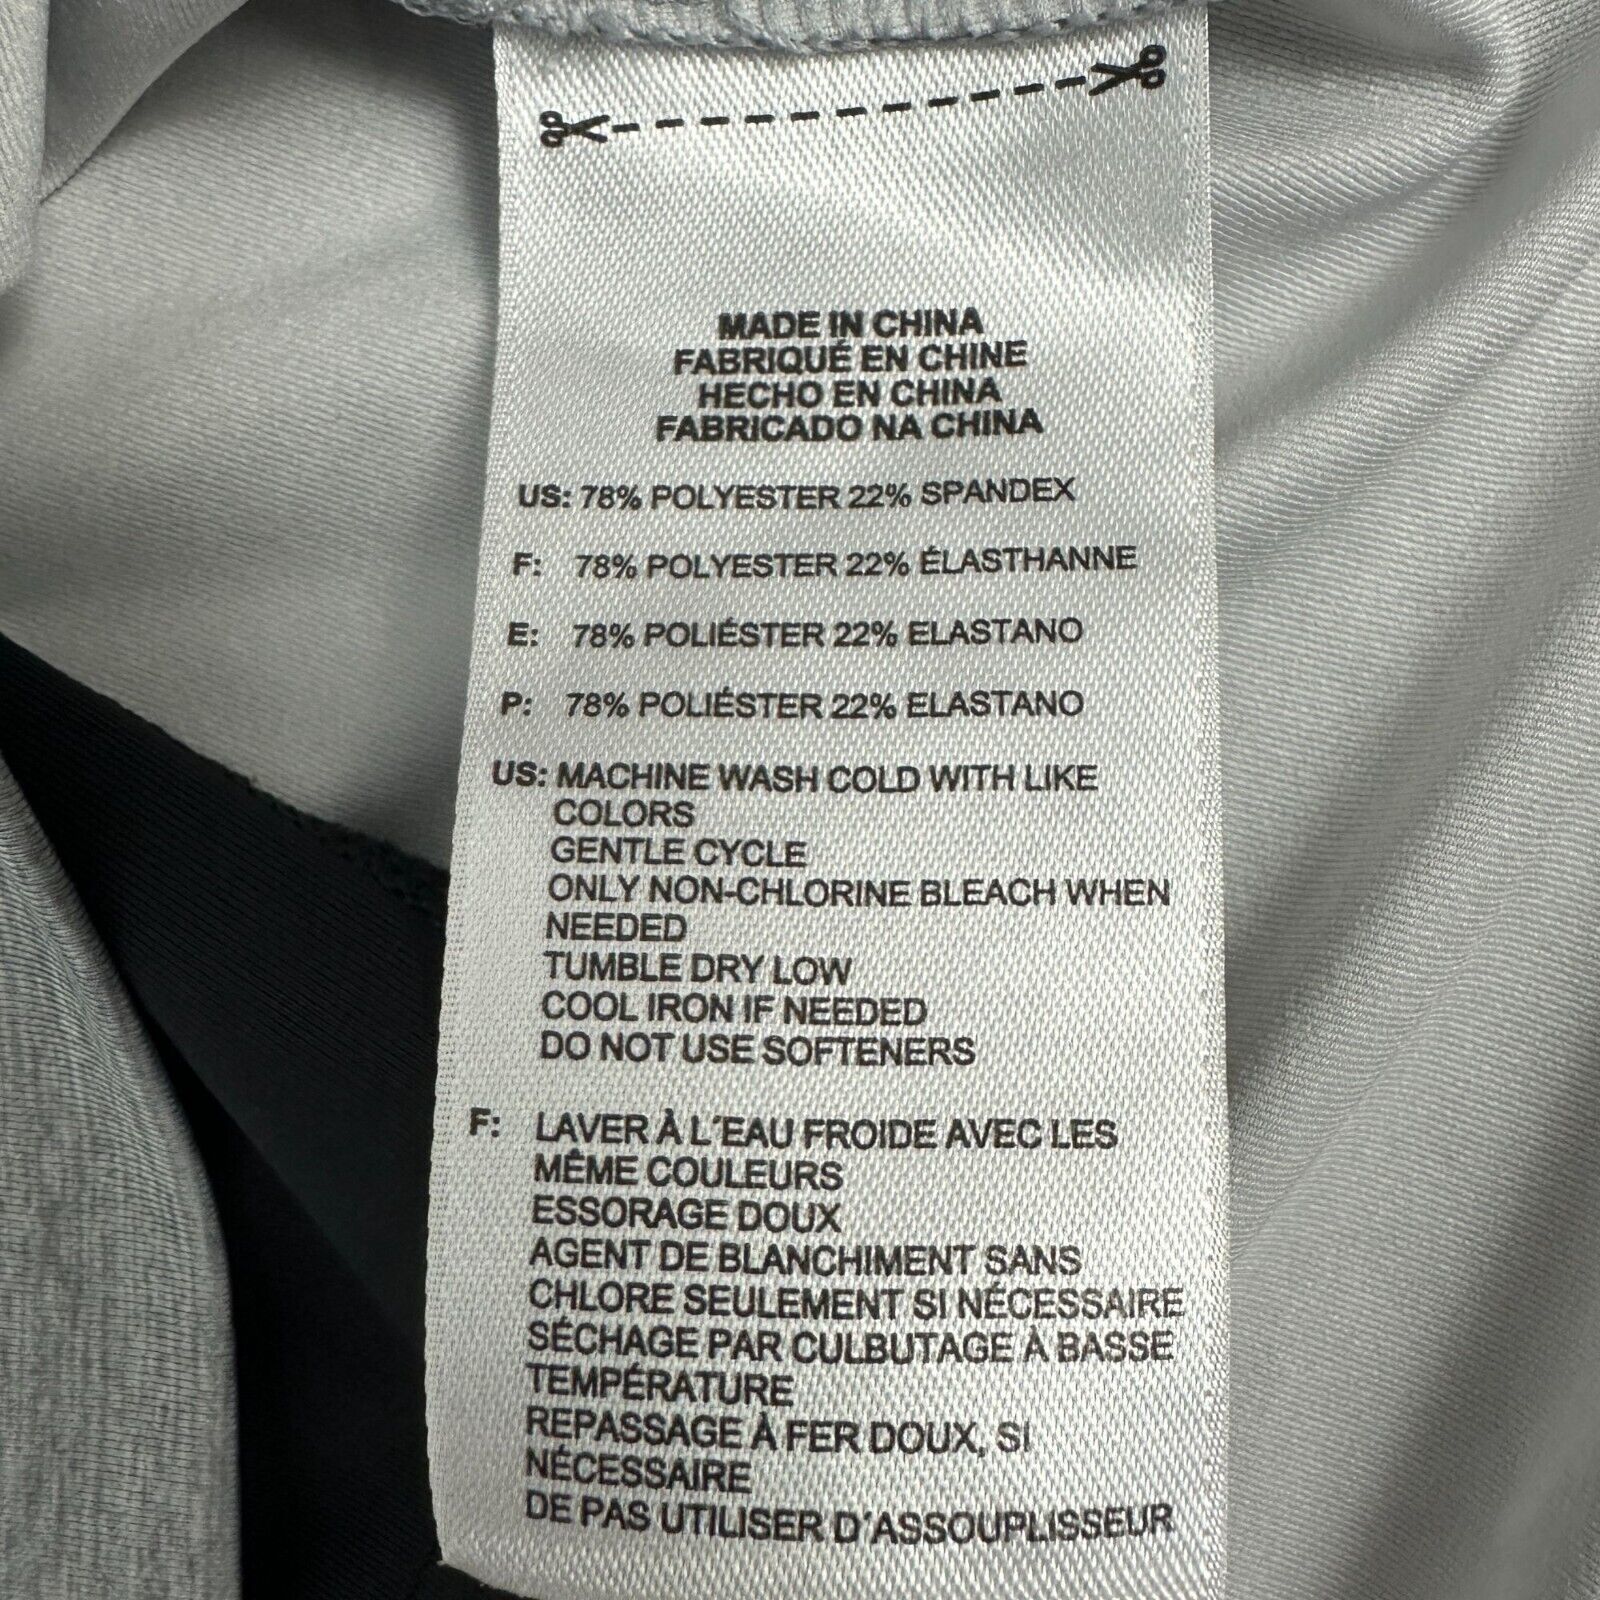 MADE IN CHINA
FABRIQUÉ EN CHINE
HECHO EN CHINA
FABRICADO NA CHINA
US: 78% POLYESTER 22% SPANDEX
F: 78% POLYESTER 22% ÉLASTHANNE
E: 78% POLIÉSTER 22% ELASTANO
P: 78% POLIÉSTER 22% ELASTANO
US: MACHINE WASH COLD WITH LIKE
COLORS
GENTLE CYCLE
ONLY NON-CHLORINE BLEACH WHEN
NEEDED
TUMBLE DRY LOW
COOL IRON IF NEEDED
DO NOT USE SOFTENERS
F: LAVER À L'EAU FROIDE AVEC LES
MÊME COULEURS
ESSORAGE DOUX
AGENT DE BLANCHIMENT SANS
CHLORE SEULEMENT SI NÉCESSAIRE
SÉCHAGE PAR CULBUTAGE À BASSE
TEMPÉRATURE
REPASSAGE À FER DOUX, SI
NÉCESSAIRE
DE PAS UTILISER D'ASSOUPLISSEUR